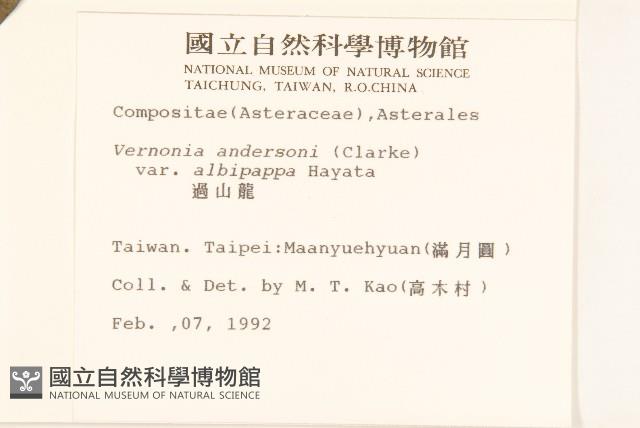 國立自然科學博物館
NATIONAL MUSEUM OF NATURAL SCIENCE
TAICHUNG, TAIWAN, R.O.CHINA
Compositae(Asteraceae),Asterales
Vernonia andersoni (Clarke)
var. albipappa Hayata
過山龍
Taiwan. Taipei:Maanyuehyuan(滿月圓)
Coll. & Det. by M. T. Kao(高木村)
Feb. ,07, 1992
國立自然科學博物館
NATIONAL MUSEUM OF NATURAL SCIENCE